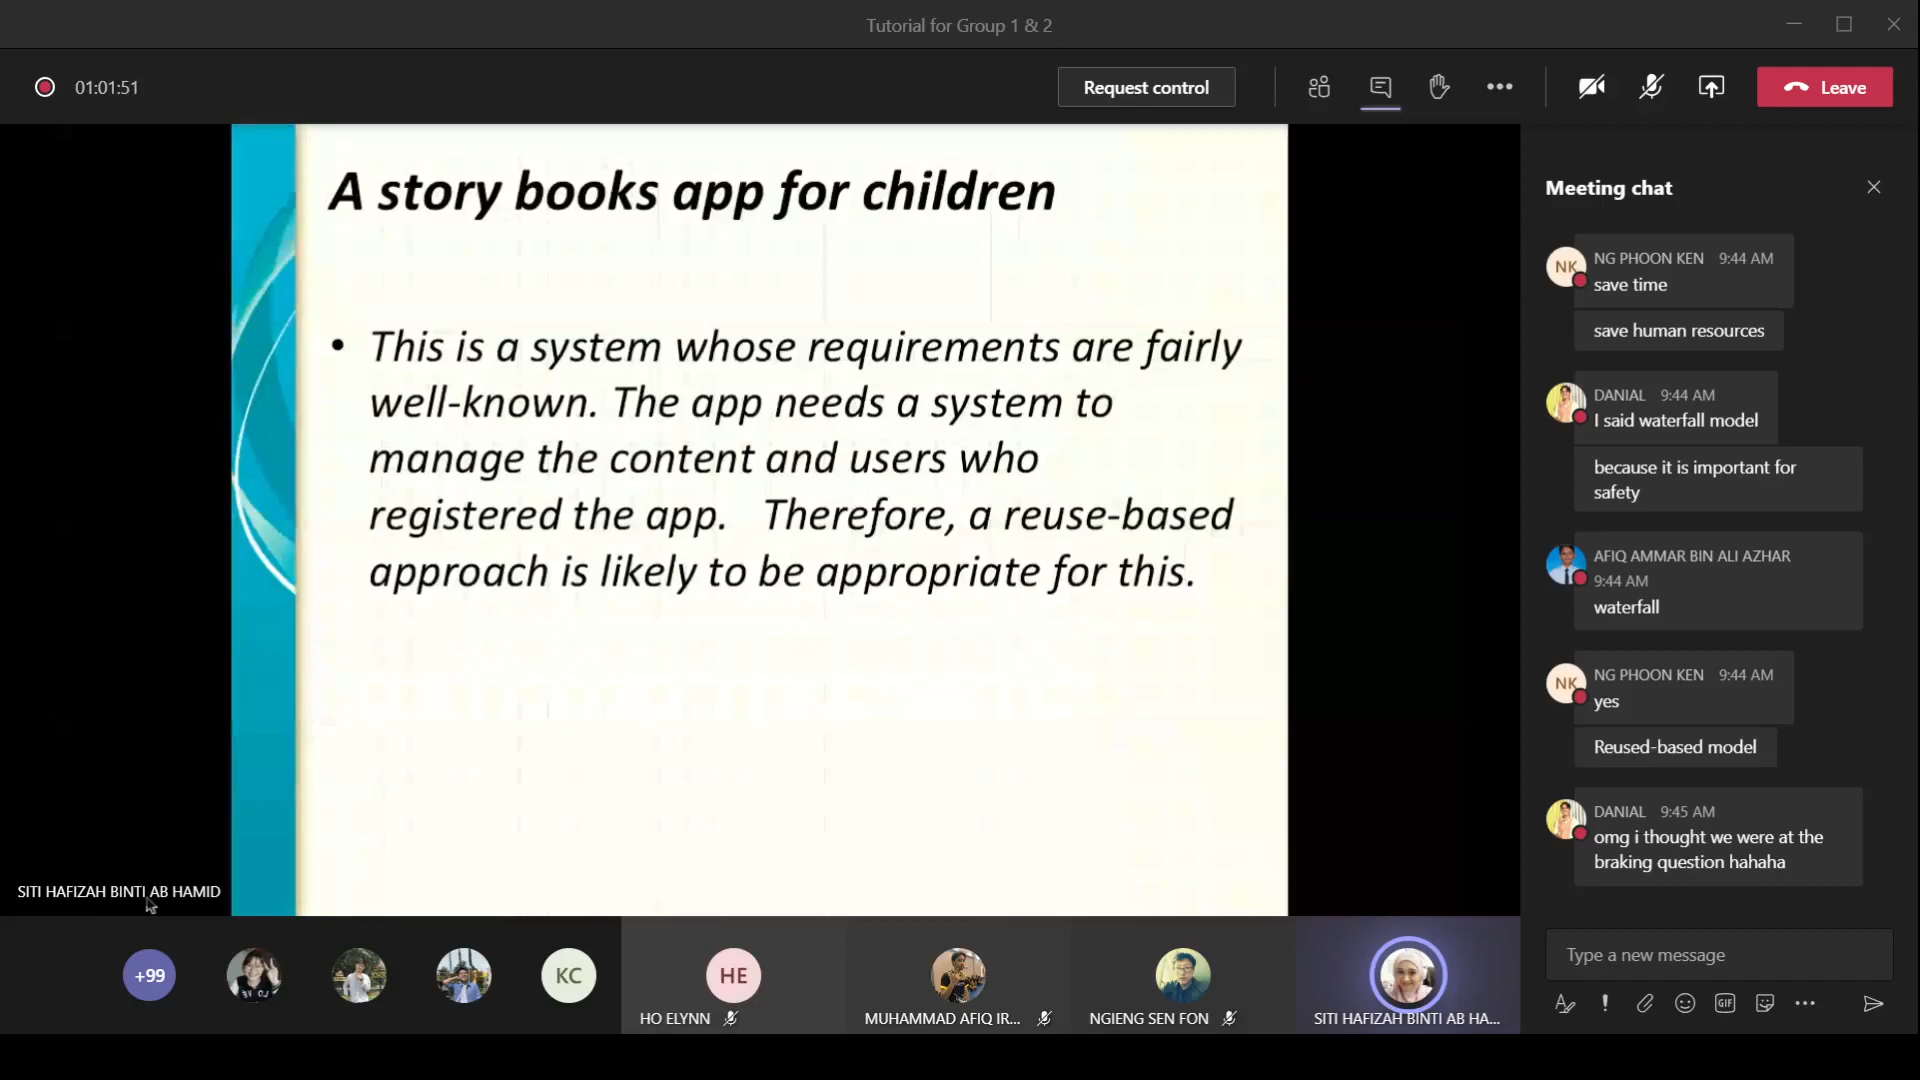 Tutorial for Group 1 & 2
01:01:51
Request control
Leave
A story books app for children
• This is a system whose requirements are fairly
well-known. The app needs a system to
manage the content and users who
registered the app. Therefore, a reuse-based
approach is likely to be appropriate for this.
SITI HAFIZAH BINTI AB HAMID
+99
KC
HE
HO ELYNN
MUHAMMAD AFIQ IR...
NGIENG SEN FON
SITI HAFIZAH BINTI AB HA...
Meeting chat
NK
NG PHOON KEN 9:44 AM
save time
save human resources
DANIAL 9:44 AM
I said waterfall model
because it is important for
safety
AFIQ AMMAR BIN ALI AZHAR
9:44 AM
waterfall
NK
NG PHOON KEN 9:44 AM
yes
Reused-based model
DANIAL 9:45 AM
omg i thought we were at the
braking question hahaha
Type a new message
GIF